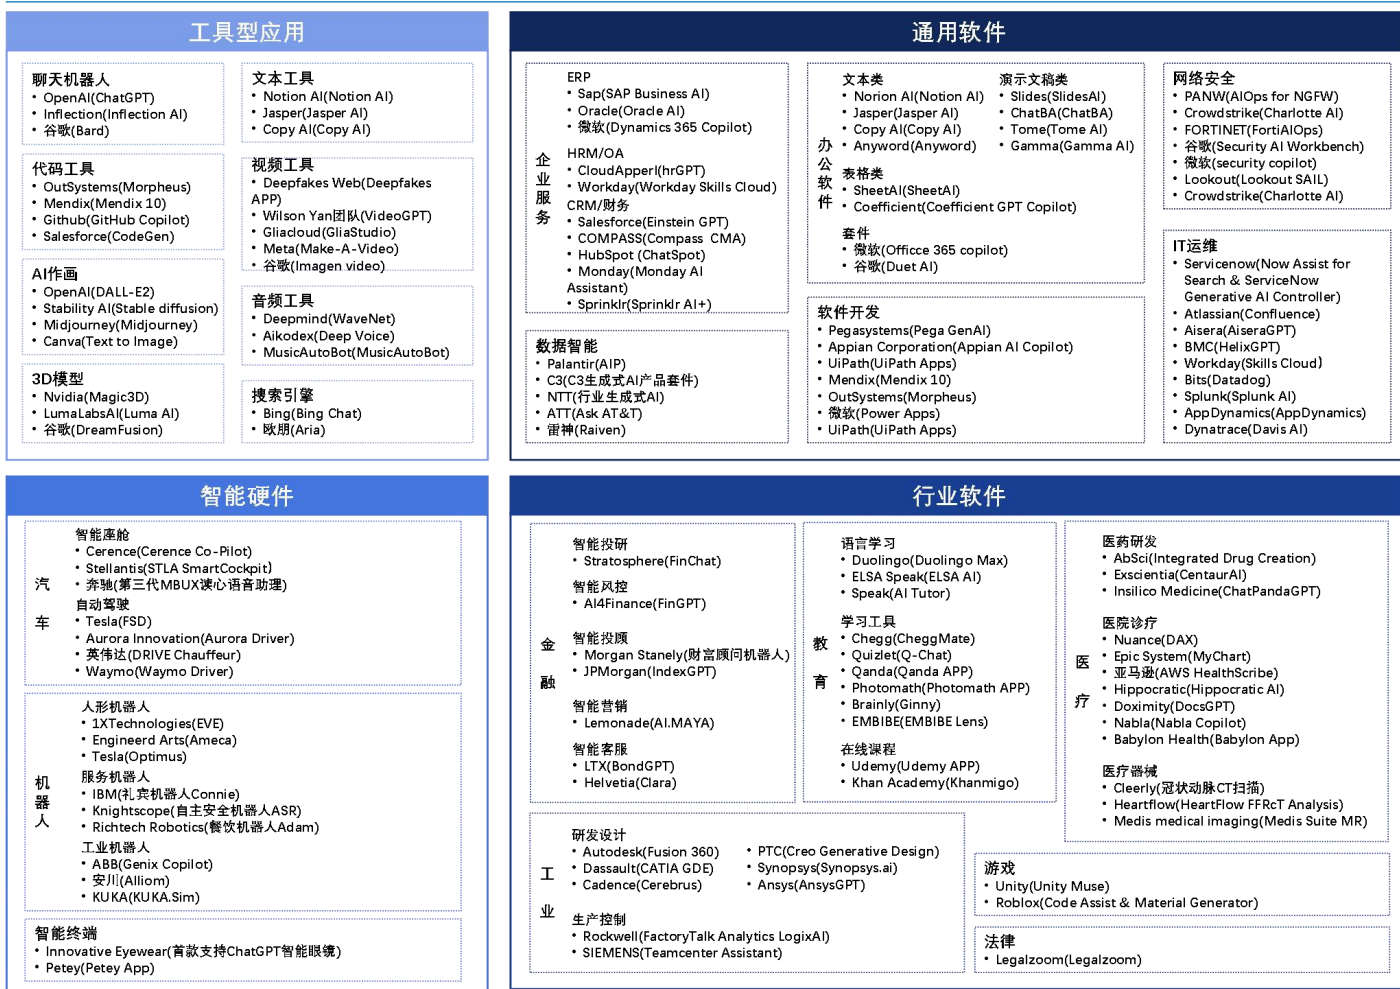 工具型应用
聊天机器人
• OpenAI(ChatGPT)
• Inflection(Inflection AI)
• 谷歌(Bard)
代码工具
• OutSystems(Morpheus)
• Mendix(Mendix 10)
• Github(GitHub Copilot)
• Salesforce(CodeGen)
AI作画
• OpenAI(DALL-E2)
• Stability AI(Stable diffusion)
• Midjourney(Midjourney)
• Canva(Text to Image)
3D模型
• Nvidia(Magic3D)
• LumaLabsAI(Luma AI)
• 谷歌(DreamFusion)
文本工具
• Notion AI(Notion AI)
• Jasper(Jasper AI)
• Copy AI(Copy AI)
视频工具
• Deepfakes Web(Deepfakes
APP)
• Wilson Yan团队(VideoGPT)
• Gliacloud(GliaStudio)
• Meta(Make-A-Video)
• 谷歌(Imagen video)
音频工具
• Deepmind(WaveNet)
• Aikodex(Deep Voice)
• MusicAutoBot(MusicAutoBot)
搜索引擎
• Bing(Bing Chat)
• 欧朋(Aria)
通用软件
企业服务
ERP
• Sap(SAP Business AI)
• Oracle(Oracle AI)
• 微软(Dynamics 365 Copilot)
HRM/OA
• CloudApperl(hrGPT)
• Workday(Workday Skills Cloud)
CRM/财务
• Salesforce(Einstein GPT)
• COMPASS(Compass CMA)
• HubSpot (ChatSpot)
• Monday(Monday AI
Assistant)
• Sprinklr(Sprinklr AI+)
数据智能
• Palantir(AIP)
• C3(C3生成式AI产品套件)
• NTT(行业生成式AI)
• ATT(Ask AT&T)
• 雷神(Raiven)
办公软件
文本类
• Norion AI(Notion AI)
• Jasper(Jasper AI)
• Copy AI(Copy AI)
• Anyword(Anyword)
演示文稿类
• Slides(SlidesAI)
• ChatBA(ChatBA)
• Tome(Tome AI)
• Gamma(Gamma AI)
表格类
• SheetAI(SheetAI)
• Coefficient(Coefficient GPT Copilot)
套件
• 微软(Officce 365 copilot)
• 谷歌(Duet AI)
软件开发
• Pegasystems(Pega GenAI)
• Appian Corporation(Appian AI Copilot)
• UiPath(UiPath Apps)
• Mendix(Mendix 10)
• OutSystems(Morpheus)
• 微软(Power Apps)
• UiPath(UiPath Apps)
网络安全
• PANW(AIOps for NGFW)
• Crowdstrike(Charlotte AI)
• FORTINET(FortiAIOps)
• 谷歌(Security AI Workbench)
• 微软(security copilot)
• Lookout(Lookout SAIL)
• Crowdstrike(Charlotte AI)
IT运维
• Servicenow(Now Assist for
Search & ServiceNow
Generative AI Controller)
• Atlassian(Confluence)
• Aisera(AiseraGPT)
• BMC(HelixGPT)
• Workday(Skills Cloud)
• Bits(Datadog)
• Splunk(Splunk AI)
• AppDynamics(AppDynamics)
• Dynatrace(Davis AI)
智能硬件
汽车
智能座舱
• Cerence(Cerence Co-Pilot)
• Stellantis(STLA SmartCockpit)
• 奔驰(第三代MBUX读心语音助理)
自动驾驶
• Tesla(FSD)
• Aurora Innovation(Aurora Driver)
• 英伟达(DRIVE Chauffeur)
• Waymo(Waymo Driver)
机器人
人形机器人
• 1XTechnologies(EVE)
• Engineerd Arts(Ameca)
• Tesla(Optimus)
服务机器人
• IBM(礼宾机器人Connie)
• Knightscope(自主安全机器人ASR)
• Richtech Robotics(餐饮机器人Adam)
工业机器人
• ABB(Genix Copilot)
• 安川(Alliom)
• KUKA(KUKA.Sim)
智能终端
• Innovative Eyewear(首款支持ChatGPT智能眼镜)
• Petey(Petey App)
行业软件
金融
智能投研
• Stratosphere(FinChat)
智能风控
• AI4Finance(FinGPT)
智能投顾
• Morgan Stanely(财富顾问机器人)
• JPMorgan(IndexGPT)
智能营销
• Lemonade(AI.MAYA)
智能客服
• LTX(BondGPT)
• Helvetia(Clara)
教育
语言学习
• Duolingo(Duolingo Max)
• ELSA Speak(ELSA AI)
• Speak(AI Tutor)
学习工具
• Chegg(CheggMate)
• Quizlet(Q-Chat)
• Qanda(Qanda APP)
• Photomath(Photomath APP)
• Brainly(Ginny)
• EMBIBE(EMBIBE Lens)
在线课程
• Udemy(Udemy APP)
• Khan Academy(Khanmigo)
医疗
医药研发
• AbSci(Integrated Drug Creation)
• Exscientia(CentaurAI)
• Insilico Medicine(ChatPandaGPT)
医院诊疗
• Nuance(DAX)
• Epic System(MyChart)
• 亚马逊(AWS HealthScribe)
• Hippocratic(Hippocratic AI)
• Doximity(DocsGPT)
• Nabla(Nabla Copilot)
• Babylon Health(Babylon App)
医疗器械
• Cleerly(冠状动脉CT扫描)
• Heartflow(HeartFlow FFRcT Analysis)
• Medis medical imaging(Medis Suite MR)
工业
研发设计
• Autodesk(Fusion 360)
• Dassault(CATIA GDE)
• Cadence(Cerebrus)
• PTC(Creo Generative Design)
• Synopsys(Synopsys.ai)
• Ansys(AnsysGPT)
生产控制
• Rockwell(FactoryTalk Analytics LogixAI)
• SIEMENS(Teamcenter Assistant)
游戏
• Unity(Unity Muse)
• Roblox(Code Assist & Material Generator)
法律
• Legalzoom(Legalzoom)